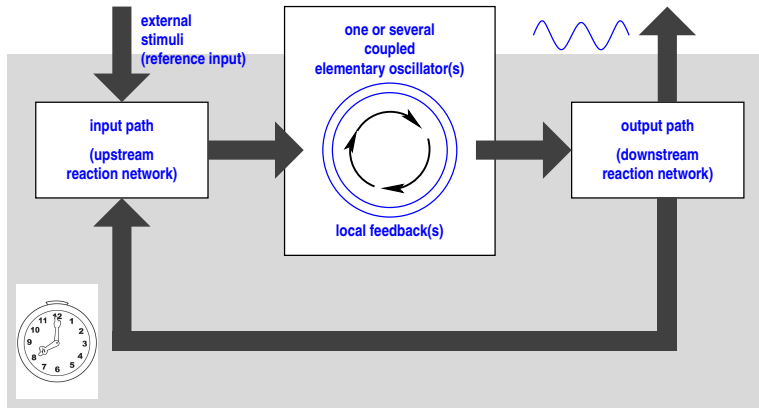 external
stimuli
(reference input)
one or several
coupled
elementary oscillator(s)
local feedback(s)
input path
(upstream
reaction network)
output path
(downstream
reaction network)
12
1
2
3
4
5
6
7
8
9
10
11